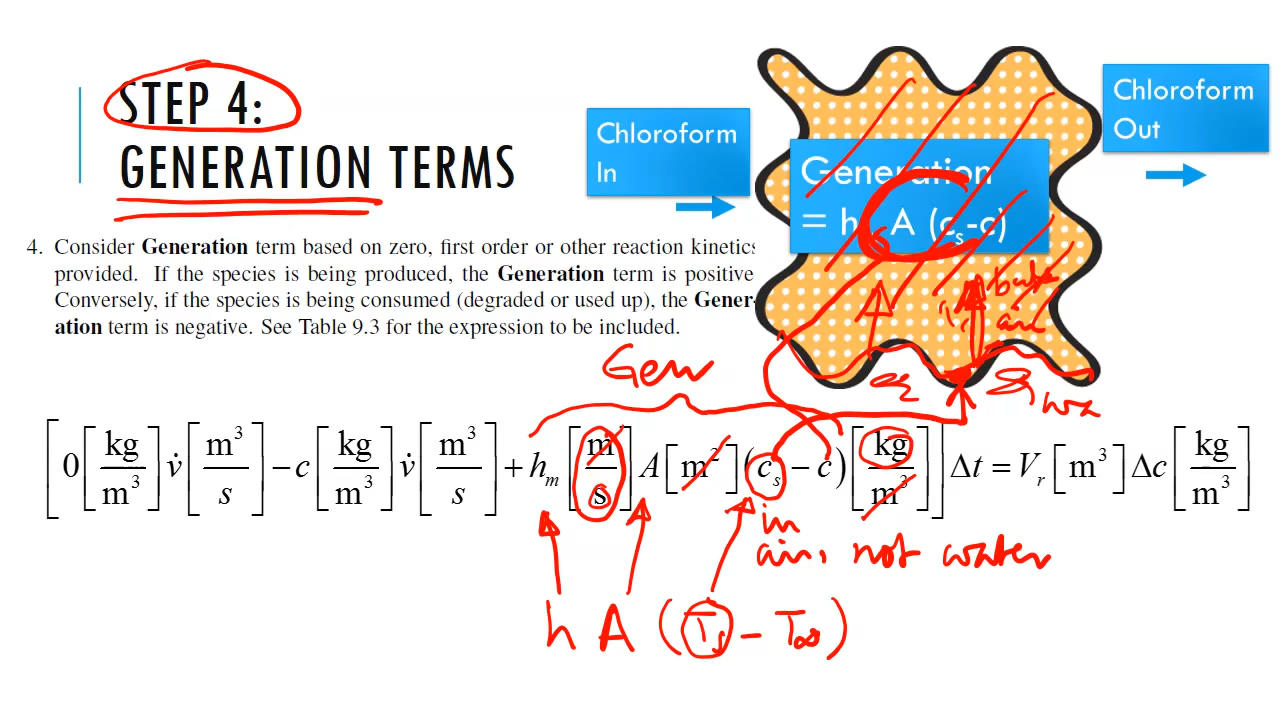 STEP 4:
GENERATION TERMS
Chloroform
In
Generation
= h A (cₛ-c)
Chloroform
Out
4. Consider Generation term based on zero, first order or other reaction kinetics
provided. If the species is being produced, the Generation term is positive
Conversely, if the species is being consumed (degraded or used up), the Gener-
ation term is negative. See Table 9.3 for the expression to be included.
bulk
air
Gen
[0[kg/m³]v̇[m³/s]−c[kg/m³]v̇[m³/s]+hₘ[m/s]A[m²](cₛ−c)[kg/m³]]Δt=Vᵣ[m³]Δc[kg/m³]
in
air, not water
h A (Tₛ − T∞)